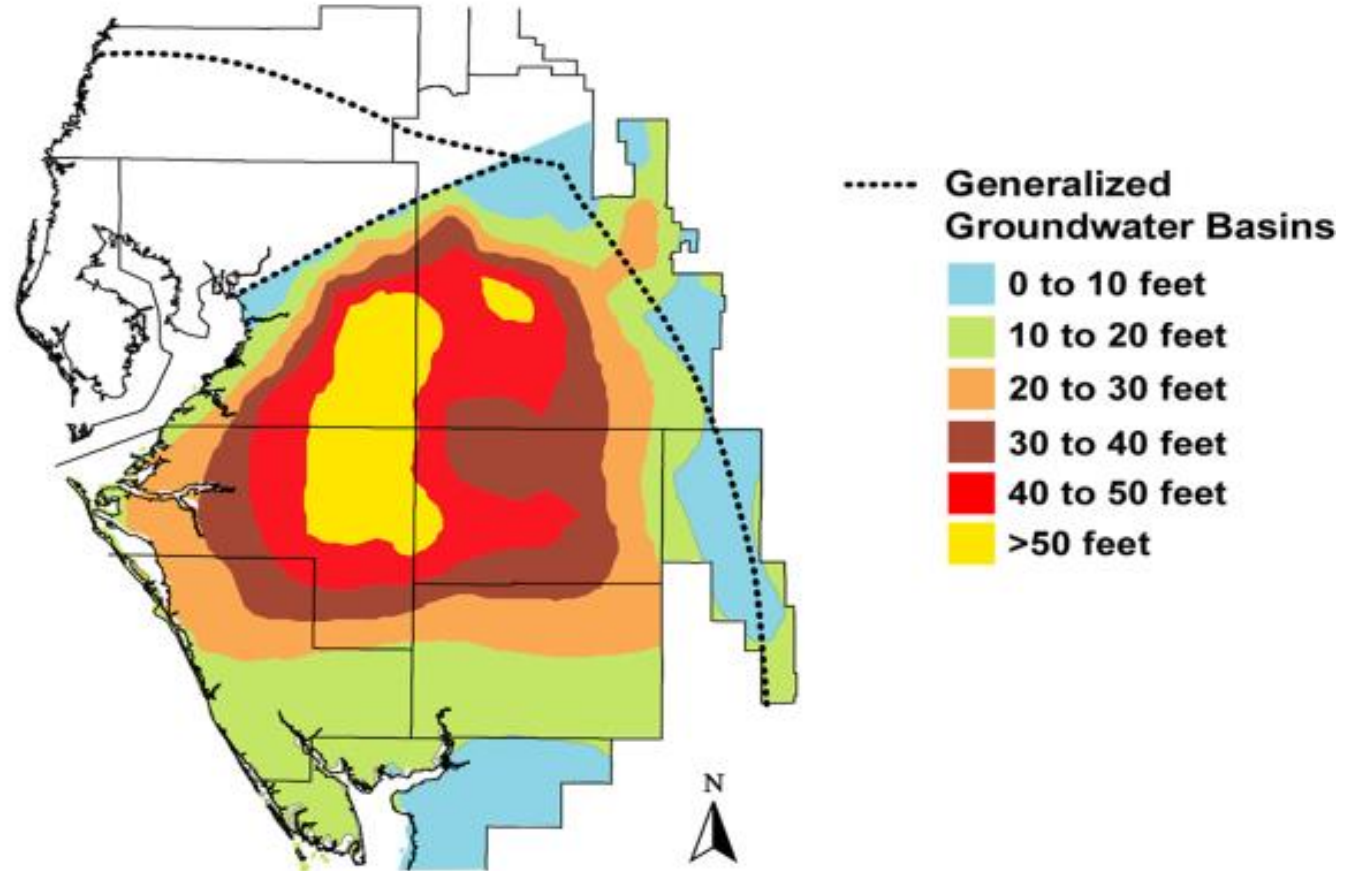 Generalized
Groundwater Basins
0 to 10 feet
10 to 20 feet
20 to 30 feet
30 to 40 feet
40 to 50 feet
>50 feet
N